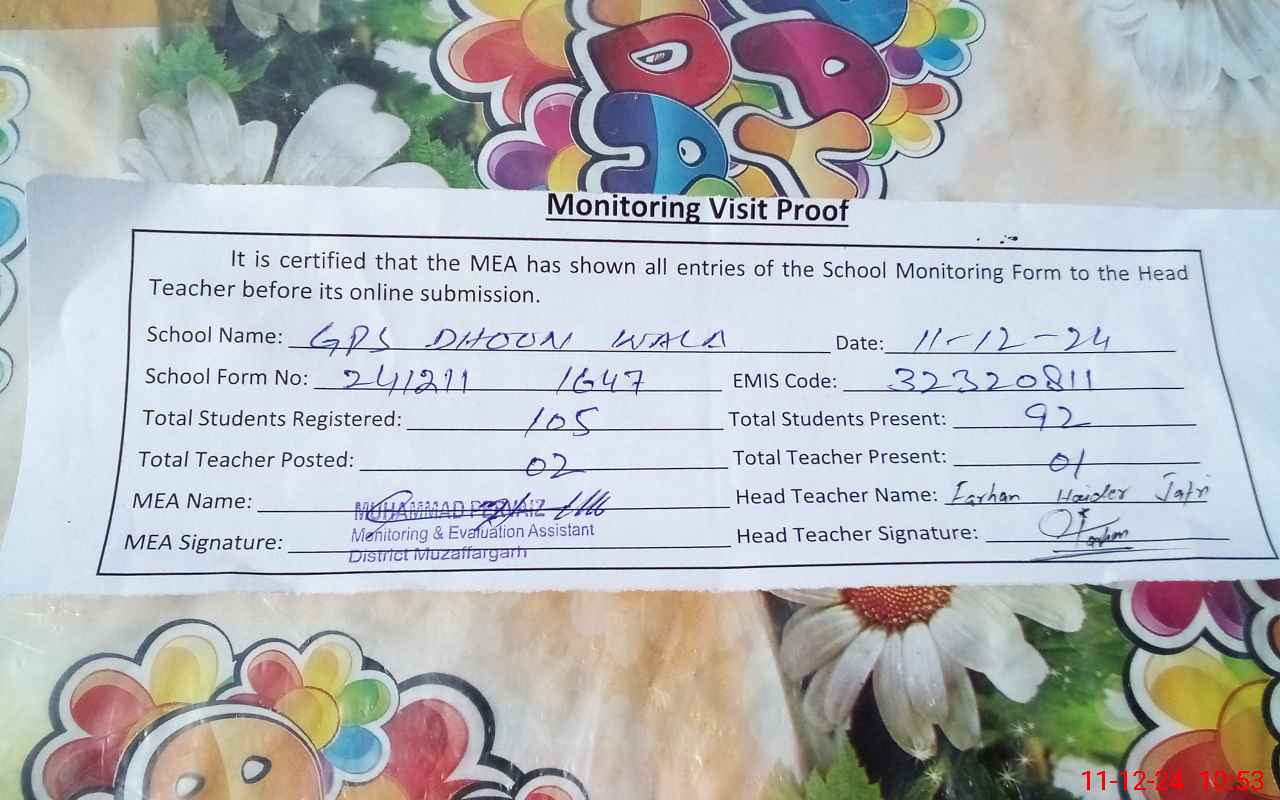 Monitoring Visit Proof
It is certified that the MEA has shown all entries of the School Monitoring Form to the Head
Teacher before its online submission.
School Name: GPS DHOON WALA Date: 11-12-24
School Form No: 241211 1647 EMIS Code: 32320811
Total Students Registered: 105 Total Students Present: 92
Total Teacher Posted: 02 Total Teacher Present: 01
MEA Name: MUHAMMAD PERVAIZ Head Teacher Name: Farhan Haider Jafri
Monitoring & Evaluation Assistant
MEA Signature: District Muzaffargarh Head Teacher Signature: Farhan
11-12-24 10:53